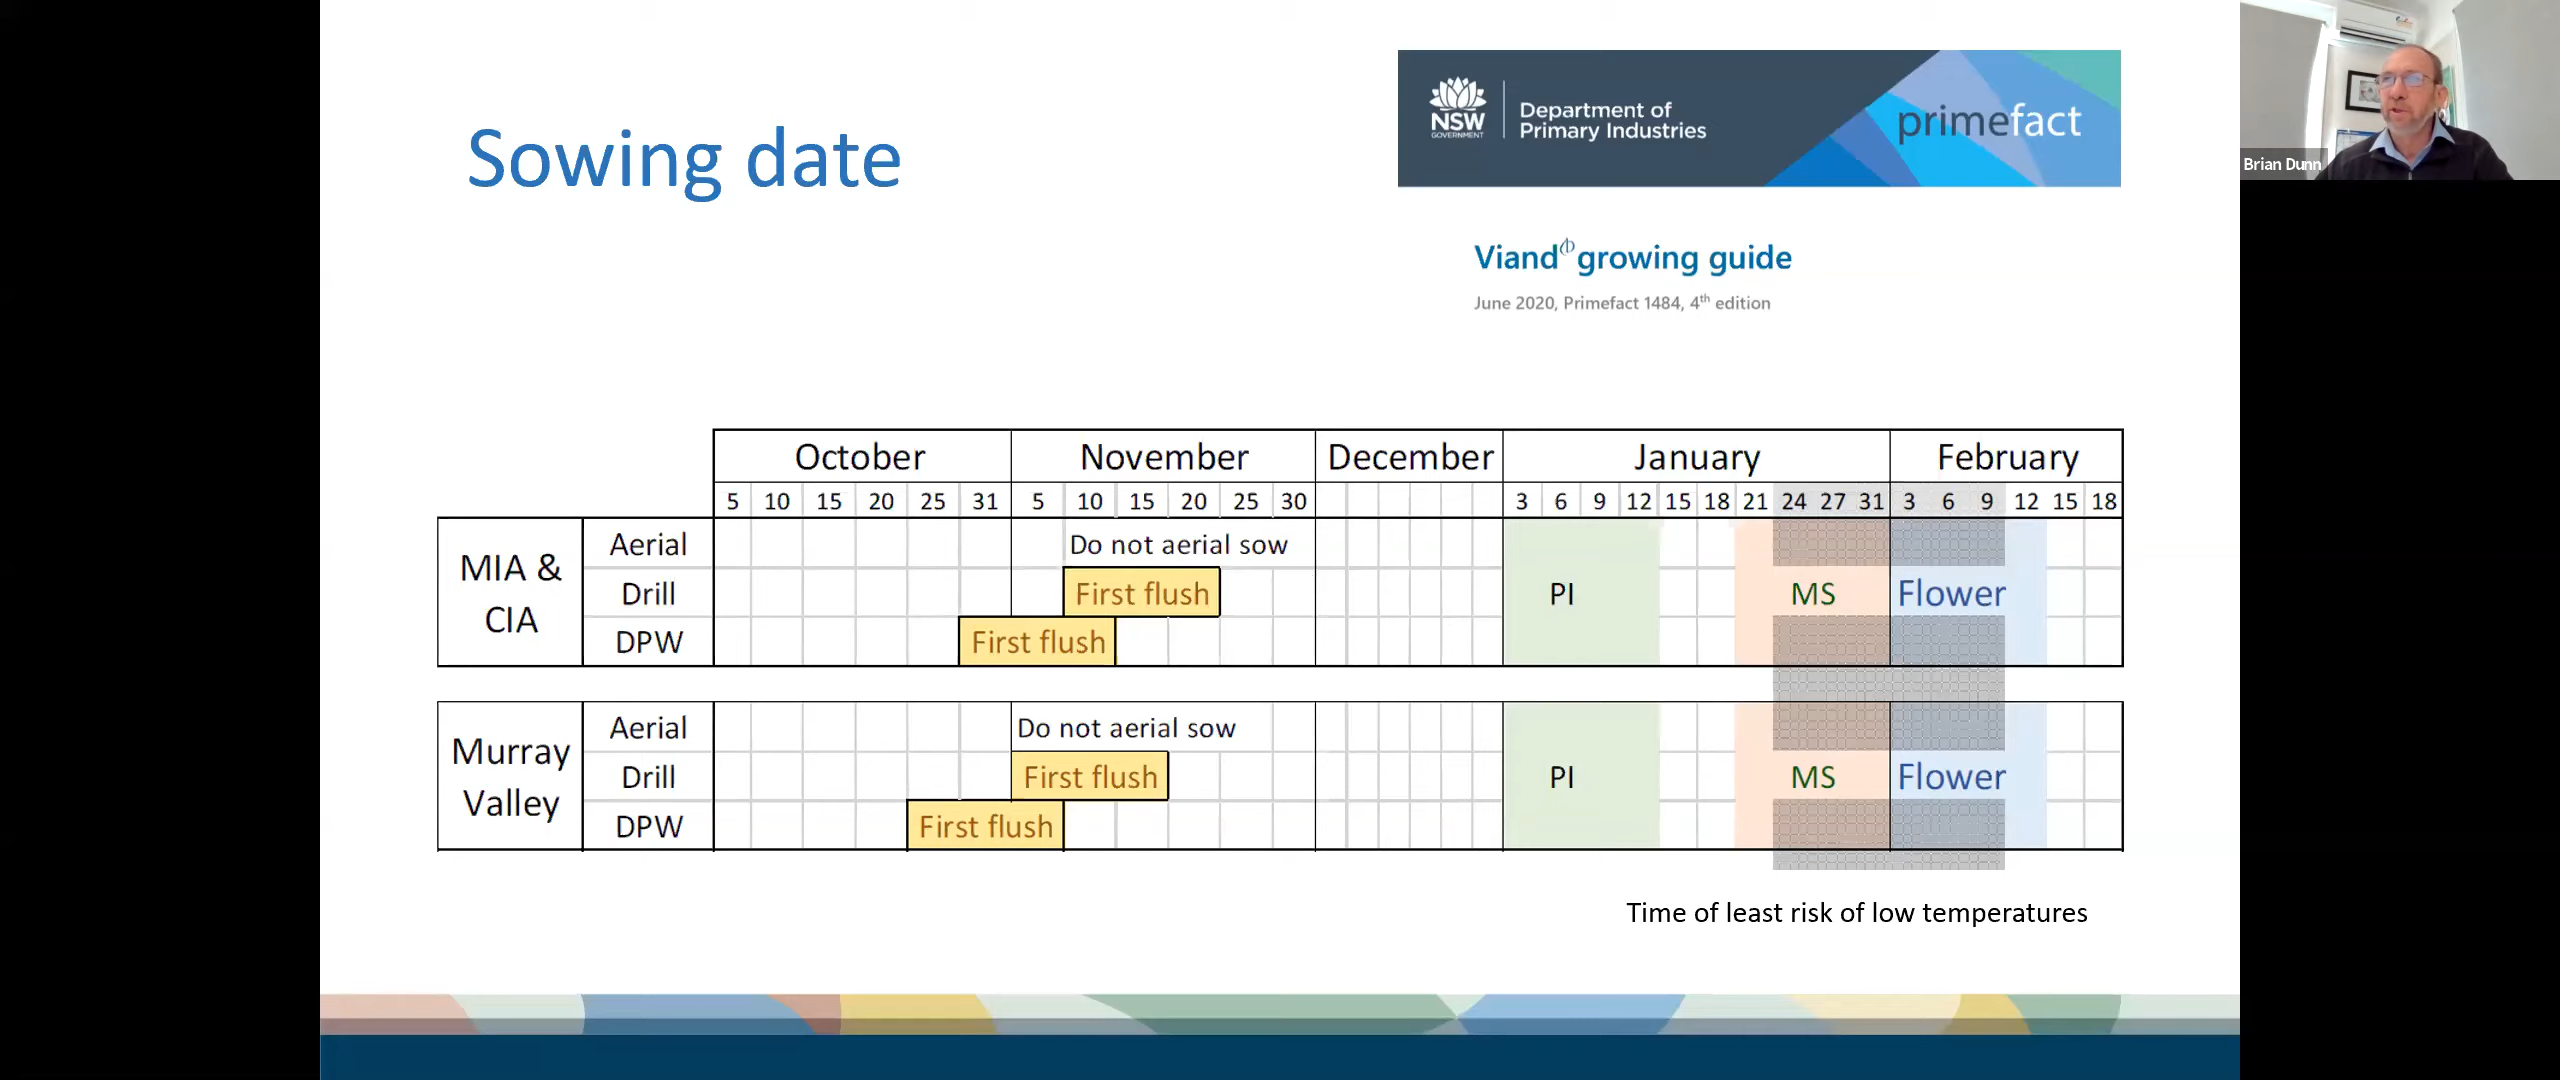 Sowing date
NSW
GOVERNMENT
Department of
Primary Industries
primefact
Brian Dunn
Viand growing guide
June 2020, Primefact 1484, 4th edition
October November December January February
5 10 15 20 25 31 5 10 15 20 25 30 3 6 9 12 15 18 21 24 27 31 3 6 9 12 15 18
MIA &
CIA
Aerial Do not aerial sow
Drill First flush PI MS Flower
DPW First flush
Murray
Valley
Aerial Do not aerial sow
Drill First flush PI MS Flower
DPW First flush
Time of least risk of low temperatures